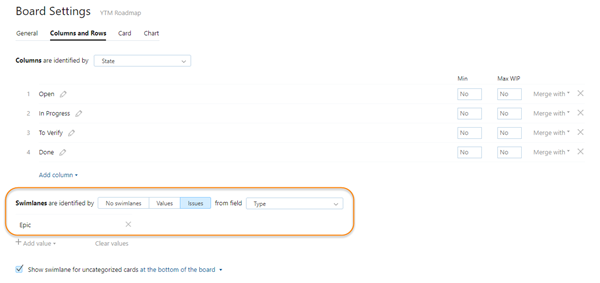 Board Settings YTM Roadmap
General Columns and Rows Card Chart
Columns are identified by State
Min Max WIP
1 Open No No Merge with ^
2 In Progress No No Merge with ^
3 To Verify No No Merge with ^
4 Done No No Merge with ^
Add column
Swimlanes are identified by No swimlanes Values Issues from field Type
Epic
+ Add value Clear values
Show swimlane for uncategorized cards at the bottom of the board